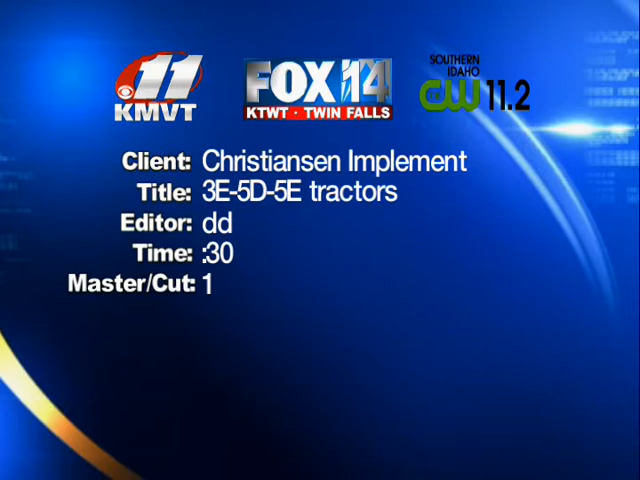 11
KMVT
FOX 14
KTWT · TWIN FALLS
SOUTHERN
IDAHO
THE CW 11.2
Client: Christiansen Implement
Title: 3E-5D-5E tractors
Editor: dd
Time: :30
Master/Cut: 1